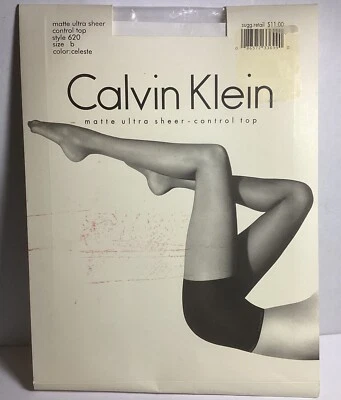 matte ultra sheer
control top
style 620
size : b
color:celeste
sugg.retail $11.00
Calvin Klein
matte ultra sheer-control top